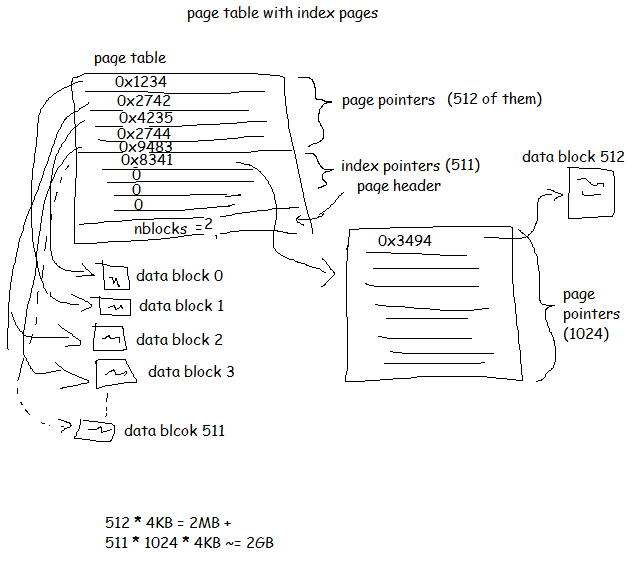 page table with index pages
page table
0x1234
0x2742
0x4235
0x2744
0x9483
0x8341
0
0
0
nblocks =2
page pointers (512 of them)
index pointers (511)
page header
data block 512
0x3494
page
pointers
(1024)
data block 0
data block 1
data block 2
data block 3
data blcok 511
512 * 4KB = 2MB +
511 * 1024 * 4KB ~= 2GB